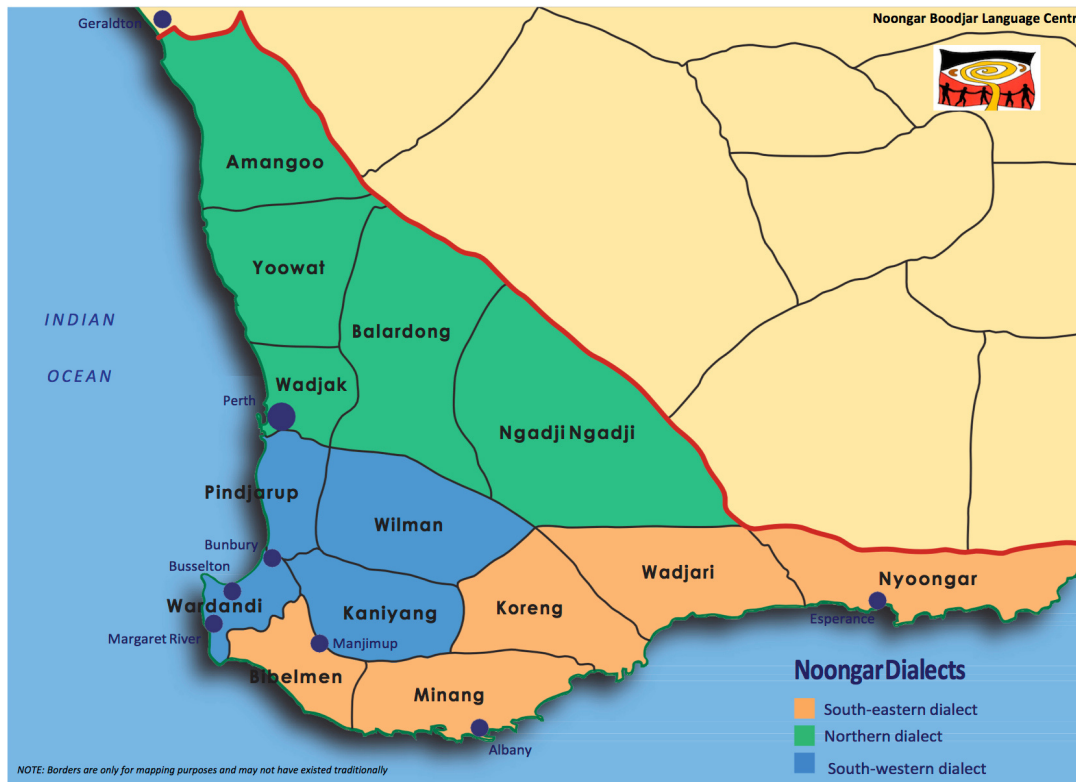 Geraldton
Noongar Boodjar Language Centr
Amangoo
Yoowat
INDIAN
OCEAN
Balardong
Wadjak
Perth
Ngadji Ngadji
Pindjarup
Wilman
Bunbury
Busselton
Wardandi
Margaret River
Kaniyang
Manjimup
Koreng
Wadjari
Nyoongar
Esperance
Bibelmen
Minang
Albany
Noongar Dialects
South-eastern dialect
Northern dialect
South-western dialect
NOTE: Borders are only for mapping purposes and may not have existed traditionally